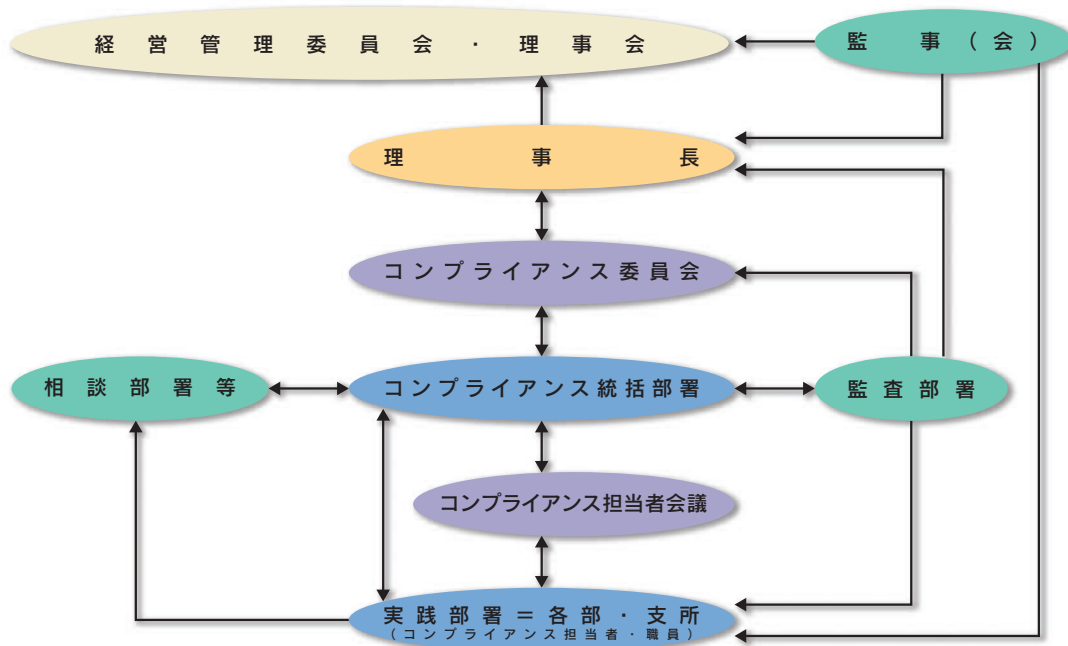 経営管理委員会・理事会
監事(会)
理事長
コンプライアンス委員会
相談部署等
コンプライアンス統括部署
監査部署
コンプライアンス担当者会議
実践部署＝各部・支所
(コンプライアンス担当者・職員)